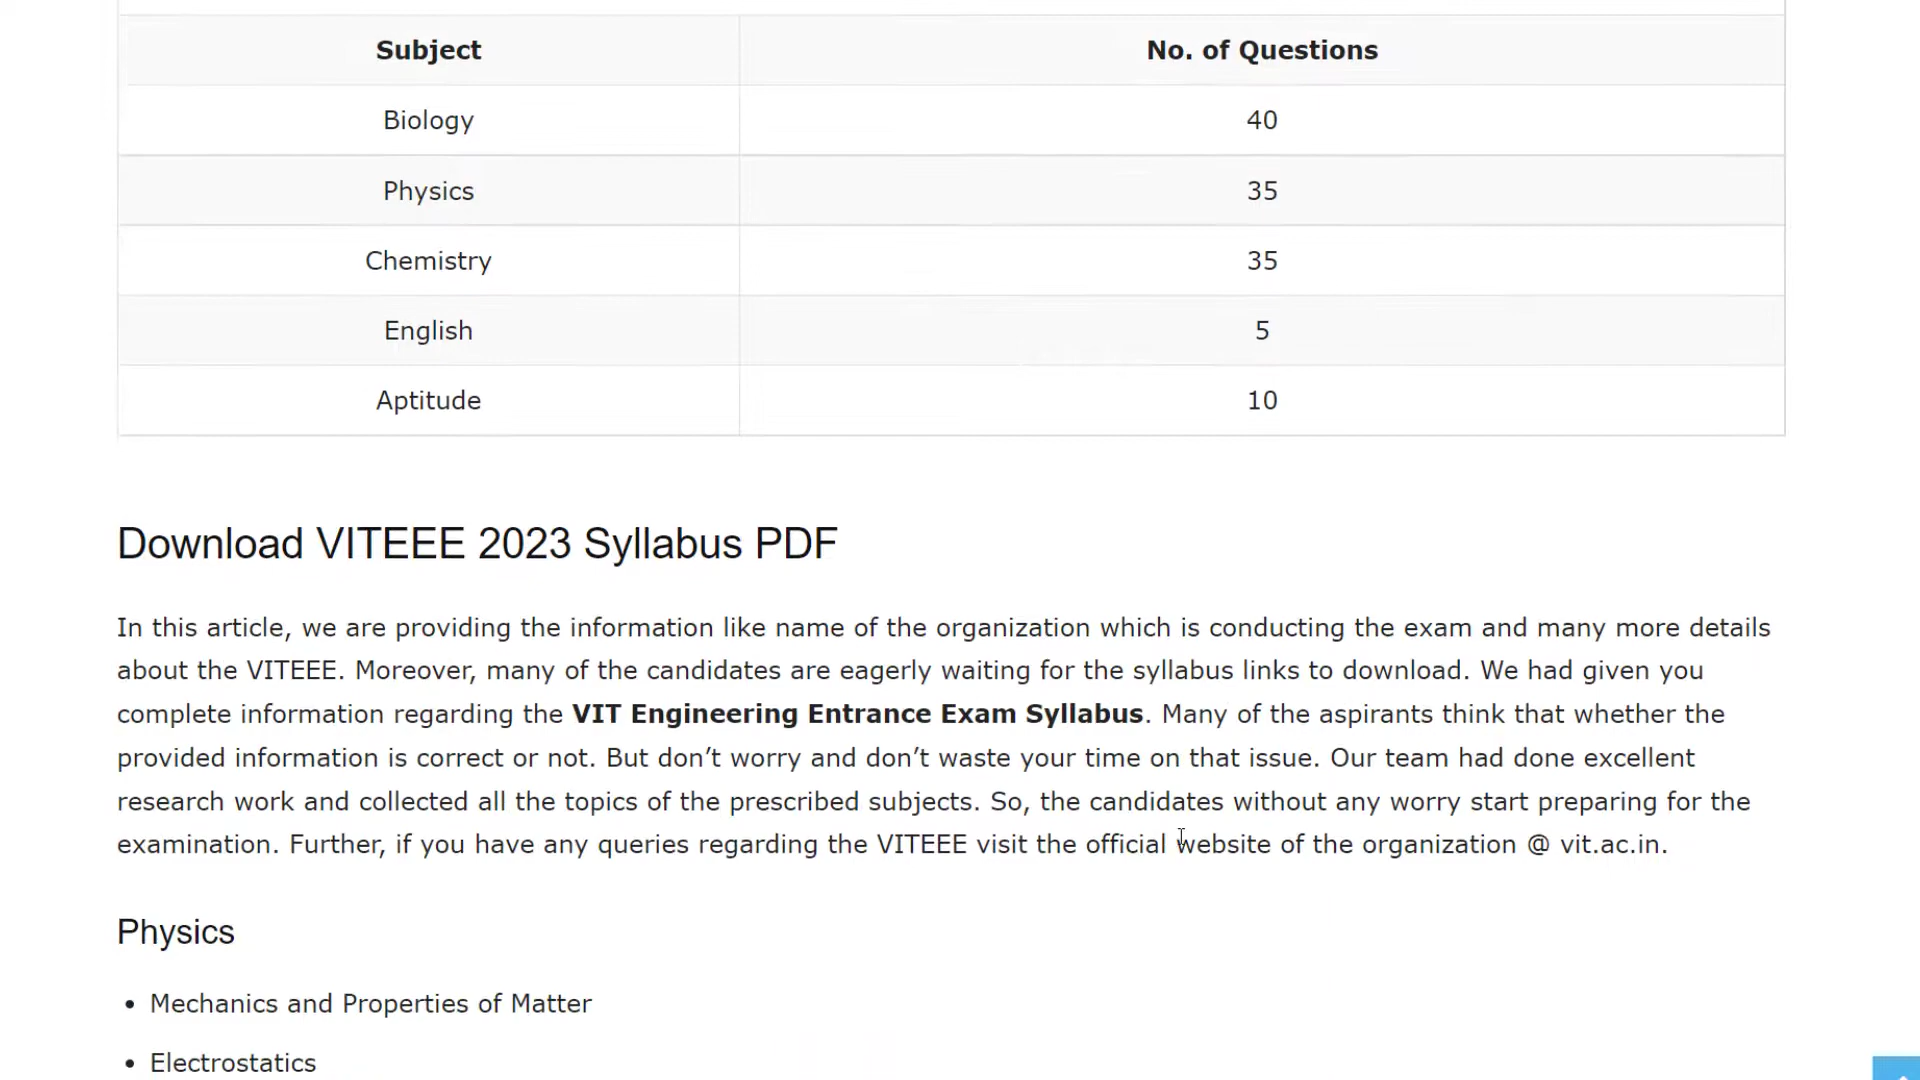 Subject No. of Questions
Biology 40
Physics 35
Chemistry 35
English 5
Aptitude 10
Download VITEEE 2023 Syllabus PDF
In this article, we are providing the information like name of the organization which is conducting the exam and many more details
about the VITEEE. Moreover, many of the candidates are eagerly waiting for the syllabus links to download. We had given you
complete information regarding the VIT Engineering Entrance Exam Syllabus. Many of the aspirants think that whether the
provided information is correct or not. But don’t worry and don’t waste your time on that issue. Our team had done excellent
research work and collected all the topics of the prescribed subjects. So, the candidates without any worry start preparing for the
examination. Further, if you have any queries regarding the VITEEE visit the official website of the organization @ vit.ac.in.
Physics
• Mechanics and Properties of Matter
• Electrostatics